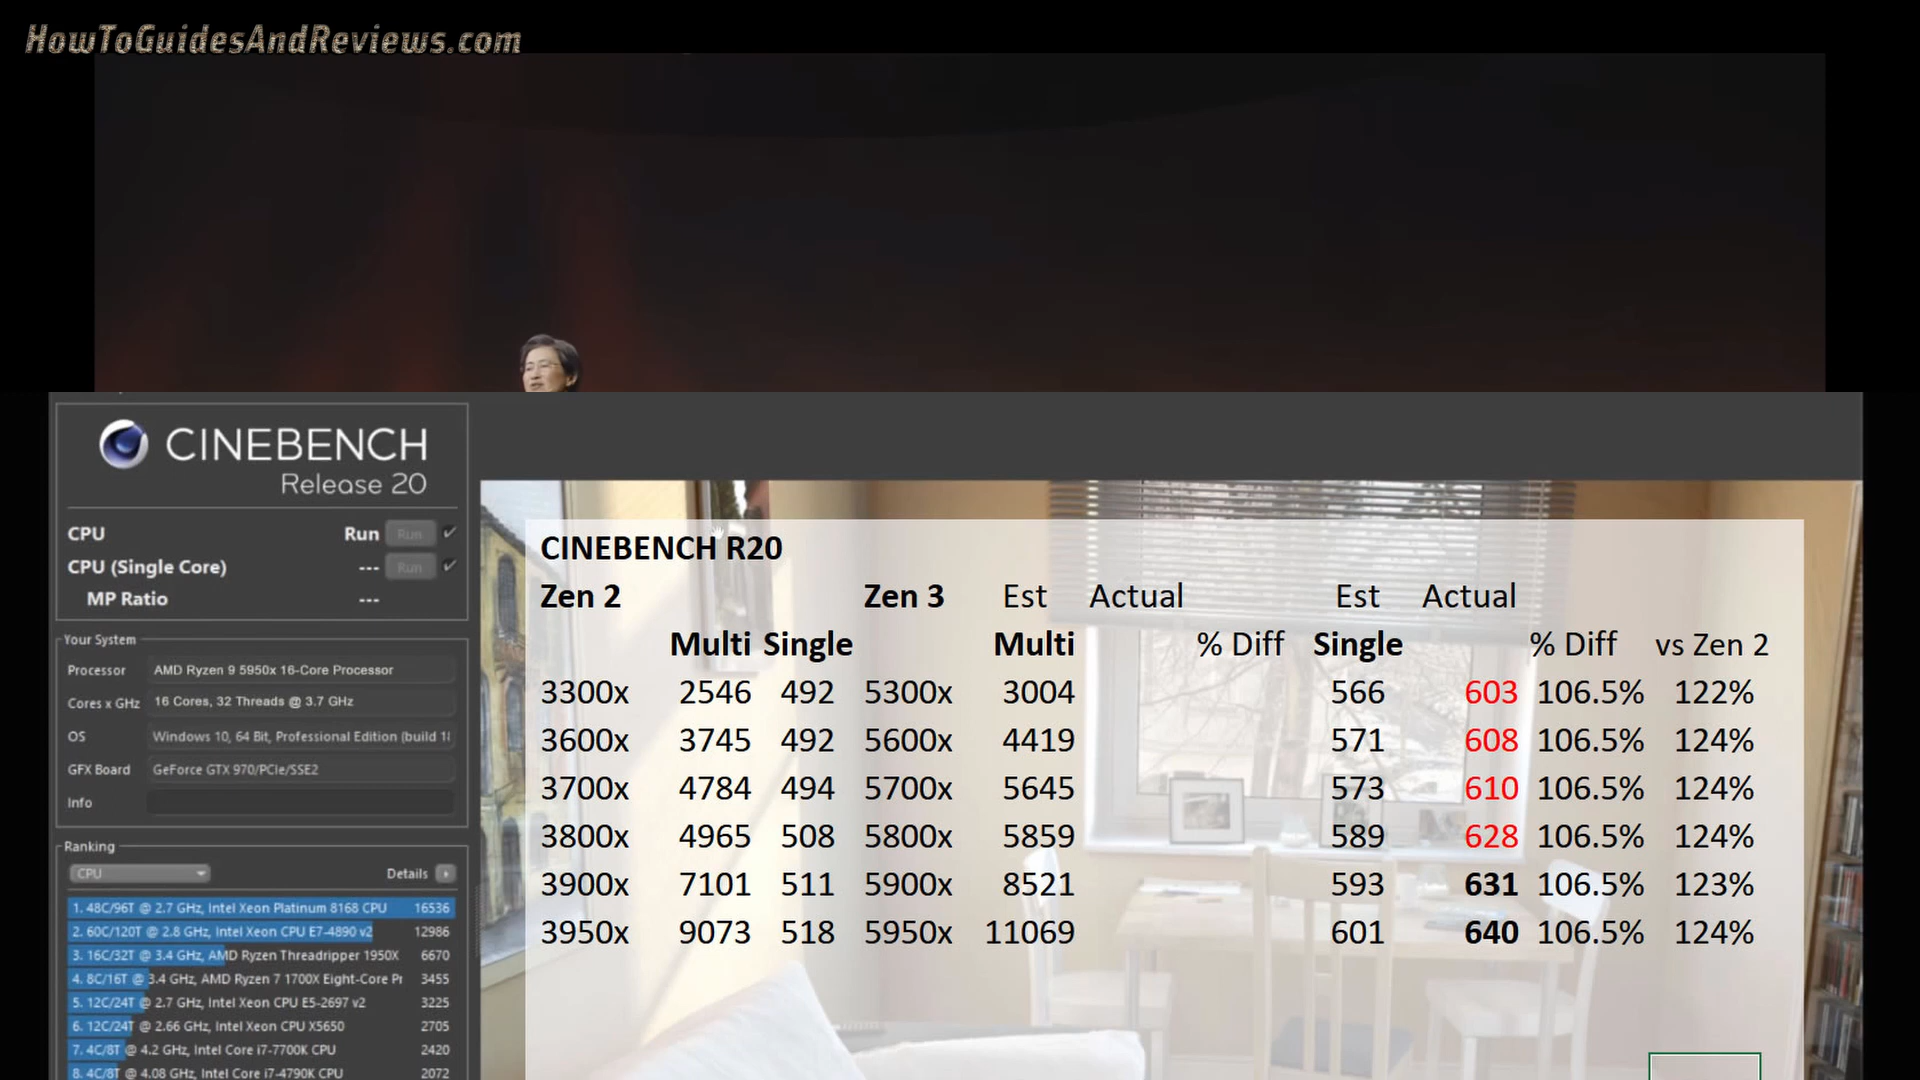 HowToGuidesAndReviews.com
CINEBENCH
Release 20
CPU Run Run
CPU (Single Core) --- Run
MP Ratio ---
Your System
Processor AMD Ryzen 9 5950x 16-Core Processor
Cores x GHz 16 Cores, 32 Threads @ 3.7 GHz
OS Windows 10, 64 Bit, Professional Edition (build 18
GFX Board GeForce GTX 970/PCIe/SSE2
Info
Ranking
CPU Details
1. 48C/96T @ 2.7 GHz, Intel Xeon Platinum 8168 CPU 16536
2. 60C/120T @ 2.8 GHz, Intel Xeon CPU E7-4890 v2 12986
3. 16C/32T @ 3.4 GHz, AMD Ryzen Threadripper 1950X 6670
4. 8C/16T @ 3.4 GHz, AMD Ryzen 7 1700X Eight-Core Pr 3455
5. 12C/24T @ 2.7 GHz, Intel Xeon CPU E5-2697 v2 3225
6. 12C/24T @ 2.66 GHz, Intel Xeon CPU X5650 2705
7. 4C/8T @ 4.2 GHz, Intel Core i7-7700K CPU 2420
8. 4C/8T @ 4.08 GHz, Intel Core i7-4790K CPU 2072
CINEBENCH R20
Zen 2 Zen 3 Est Actual Est Actual
Multi Single Multi % Diff Single % Diff vs Zen 2
3300x 2546 492 5300x 3004 566 603 106.5% 122%
3600x 3745 492 5600x 4419 571 608 106.5% 124%
3700x 4784 494 5700x 5645 573 610 106.5% 124%
3800x 4965 508 5800x 5859 589 628 106.5% 124%
3900x 7101 511 5900x 8521 593 631 106.5% 123%
3950x 9073 518 5950x 11069 601 640 106.5% 124%